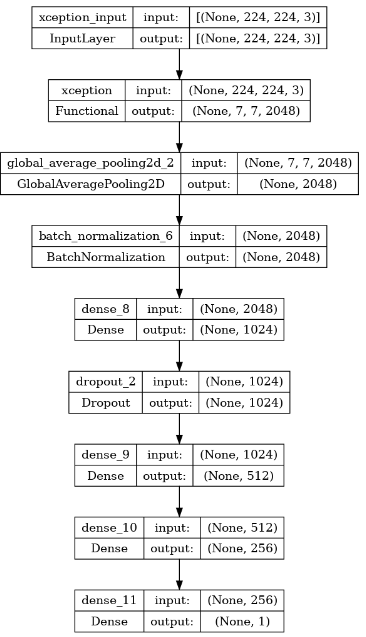 xception_input input: [(None, 224, 224, 3)]
InputLayer output: [(None, 224, 224, 3)]
xception input: (None, 224, 224, 3)
Functional output: (None, 7, 7, 2048)
global_average_pooling2d_2 input: (None, 7, 7, 2048)
GlobalAveragePooling2D output: (None, 2048)
batch_normalization_6 input: (None, 2048)
BatchNormalization output: (None, 2048)
dense_8 input: (None, 2048)
Dense output: (None, 1024)
dropout_2 input: (None, 1024)
Dropout output: (None, 1024)
dense_9 input: (None, 1024)
Dense output: (None, 512)
dense_10 input: (None, 512)
Dense output: (None, 256)
dense_11 input: (None, 256)
Dense output: (None, 1)